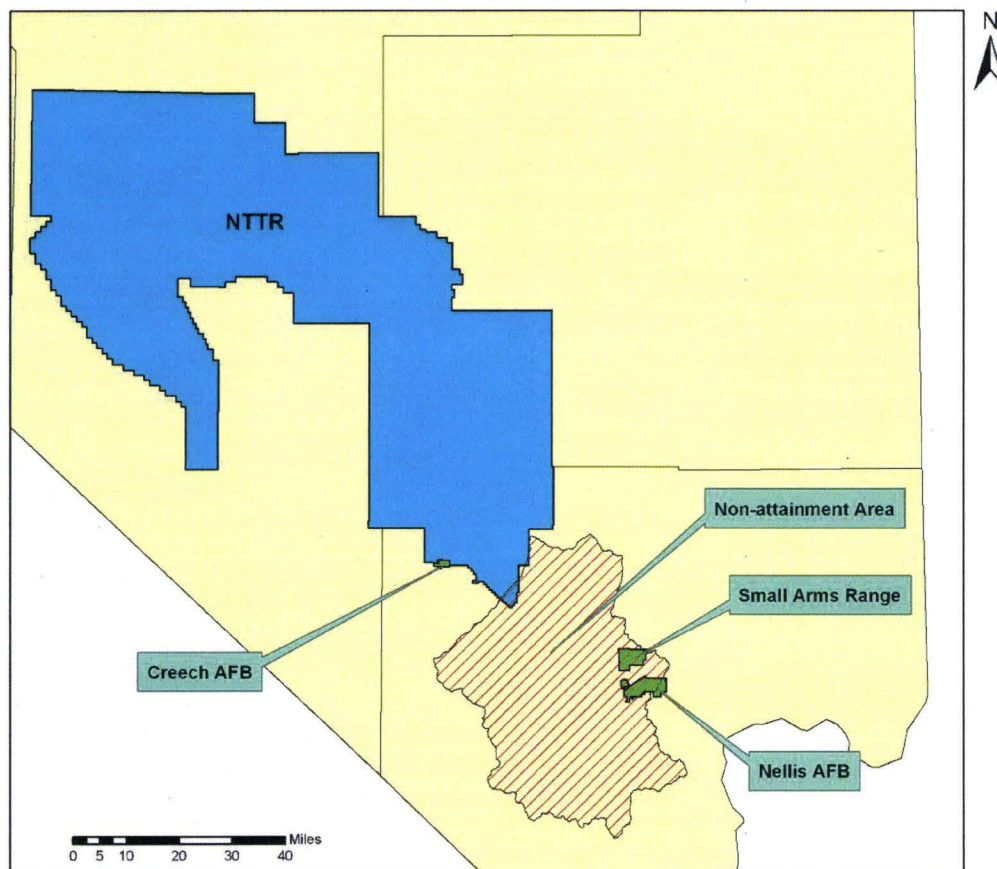 N
NTTR
Non-attainment Area
Small Arms Range
Creech AFB
Nellis AFB
Miles
0 5 10 20 30 40